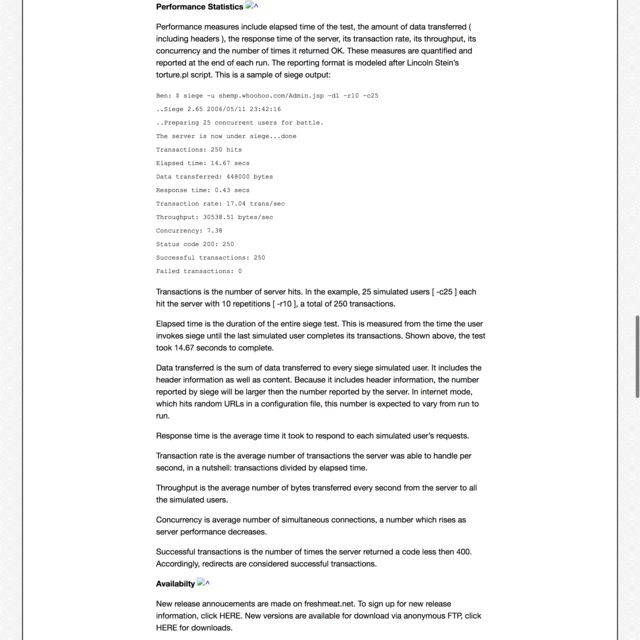 Performance Statistics ^
Performance measures include elapsed time of the test, the amount of data transferred (
including headers ), the response time of the server, its transaction rate, its throughput, its
concurrency and the number of times it returned OK. These measures are quantified and
reported at the end of each run. The reporting format is modeled after Lincoln Stein's
torture.pl script. This is a sample of siege output:
Ben: $ siege -u shemp.whoohoo.com/Admin.jsp -d1 -r10 -c25
..Siege 2.65 2006/05/11 23:42:16
..Preparing 25 concurrent users for battle.
The server is now under siege...done
Transactions: 250 hits
Elapsed time: 14.67 secs
Data transferred: 448000 bytes
Response time: 0.43 secs
Transaction rate: 17.04 trans/sec
Throughput: 30538.51 bytes/sec
Concurrency: 7.38
Status code 200: 250
Successful transactions: 250
Failed transactions: 0
Transactions is the number of server hits. In the example, 25 simulated users [ -c25 ] each
hit the server with 10 repetitions [ -r10 ], a total of 250 transactions.
Elapsed time is the duration of the entire siege test. This is measured from the time the user
invokes siege until the last simulated user completes its transactions. Shown above, the test
took 14.67 seconds to complete.
Data transferred is the sum of data transferred to every siege simulated user. It includes the
header information as well as content. Because it includes header information, the number
reported by siege will be larger then the number reported by the server. In internet mode,
which hits random URLs in a configuration file, this number is expected to vary from run to
run.
Response time is the average time it took to respond to each simulated user's requests.
Transaction rate is the average number of transactions the server was able to handle per
second, in a nutshell: transactions divided by elapsed time.
Throughput is the average number of bytes transferred every second from the server to all
the simulated users.
Concurrency is average number of simultaneous connections, a number which rises as
server performance decreases.
Successful transactions is the number of times the server returned a code less then 400.
Accordingly, redirects are considered successful transactions.
Availabilty ^
New release annoucements are made on freshmeat.net. To sign up for new release
information, click HERE. New versions are available for download via anonymous FTP, click
HERE for downloads.